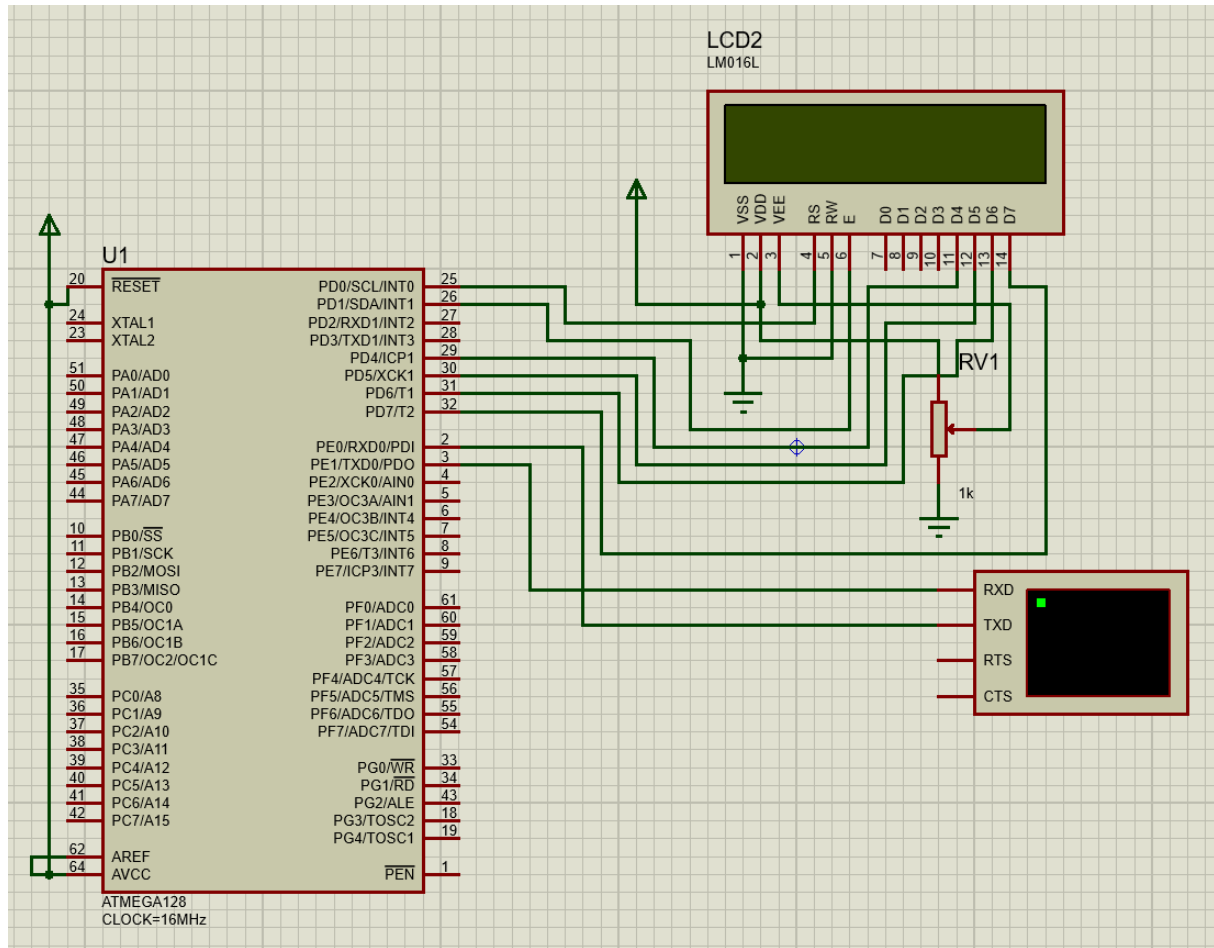 LCD2
LM016L
VSS
VDD
VEE
RS
RW
E
D0
D1
D2
D3
D4
D5
D6
D7
1
2
3
4
5
6
7
8
9
10
11
12
13
14
U1
20 RESET
24 XTAL1
23 XTAL2
51 PA0/AD0
50 PA1/AD1
49 PA2/AD2
48 PA3/AD3
47 PA4/AD4
46 PA5/AD5
45 PA6/AD6
44 PA7/AD7
10 PB0/SS
11 PB1/SCK
12 PB2/MOSI
13 PB3/MISO
14 PB4/OC0
15 PB5/OC1A
16 PB6/OC1B
17 PB7/OC2/OC1C
35 PC0/A8
36 PC1/A9
37 PC2/A10
38 PC3/A11
39 PC4/A12
40 PC5/A13
41 PC6/A14
42 PC7/A15
62 AREF
64 AVCC
PD0/SCL/INT0 25
PD1/SDA/INT1 26
PD2/RXD1/INT2 27
PD3/TXD1/INT3 28
PD4/ICP1 29
PD5/XCK1 30
PD6/T1 31
PD7/T2 32
PE0/RXD0/PDI 2
PE1/TXD0/PDO 3
PE2/XCK0/AIN0 4
PE3/OC3A/AIN1 5
PE4/OC3B/INT4 6
PE5/OC3C/INT5 7
PE6/T3/INT6 8
PE7/ICP3/INT7 9
PF0/ADC0 61
PF1/ADC1 60
PF2/ADC2 59
PF3/ADC3 58
PF4/ADC4/TCK 57
PF5/ADC5/TMS 56
PF6/ADC6/TDO 55
PF7/ADC7/TDI 54
PG0/WR 33
PG1/RD 34
PG2/ALE 43
PG3/TOSC2 18
PG4/TOSC1 19
PEN 1
ATMEGA128
CLOCK=16MHz
RV1
1k
RXD
TXD
RTS
CTS